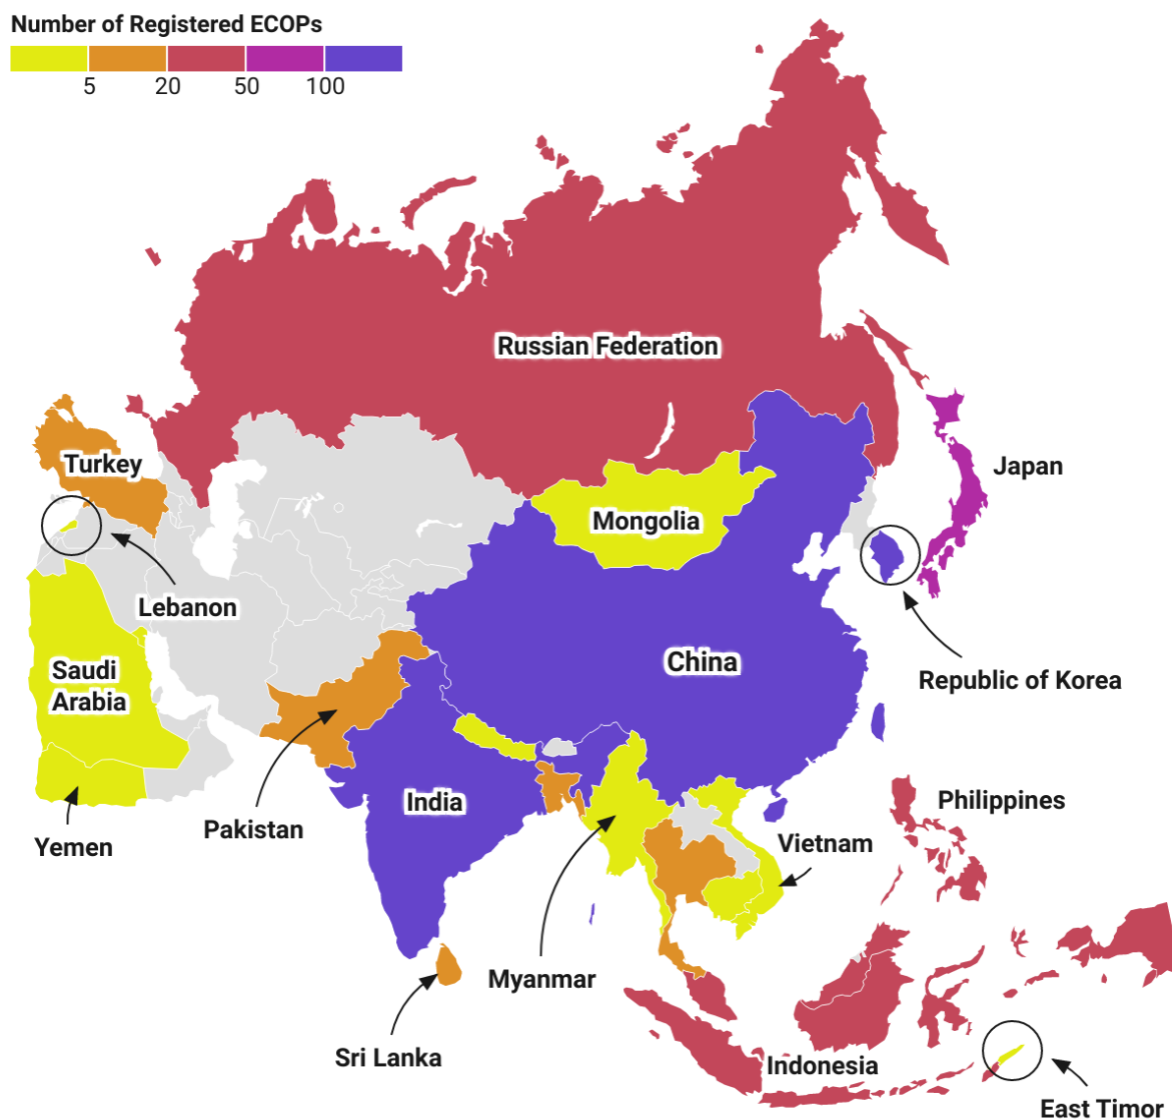 Number of Registered ECOPs
5 20 50 100
Russian Federation
Turkey
Japan
Mongolia
Lebanon
China
Saudi
Arabia
Republic of Korea
India
Philippines
Pakistan
Yemen
Vietnam
Myanmar
Sri Lanka
Indonesia
East Timor